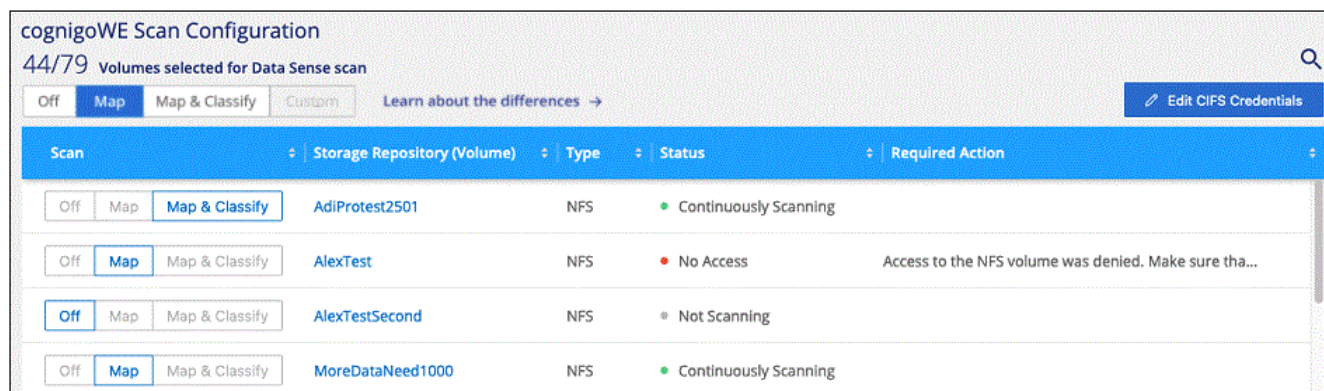 cognigoWE Scan Configuration
44/79 Volumes selected for Data Sense scan
Off Map Map & Classify Custom Learn about the differences → Edit CIFS Credentials
Scan Storage Repository (Volume) Type Status Required Action
Off Map Map & Classify AdiProtest2501 NFS Continuously Scanning
Off Map Map & Classify AlexTest NFS No Access Access to the NFS volume was denied. Make sure tha...
Off Map Map & Classify AlexTestSecond NFS Not Scanning
Off Map Map & Classify MoreDataNeed1000 NFS Continuously Scanning